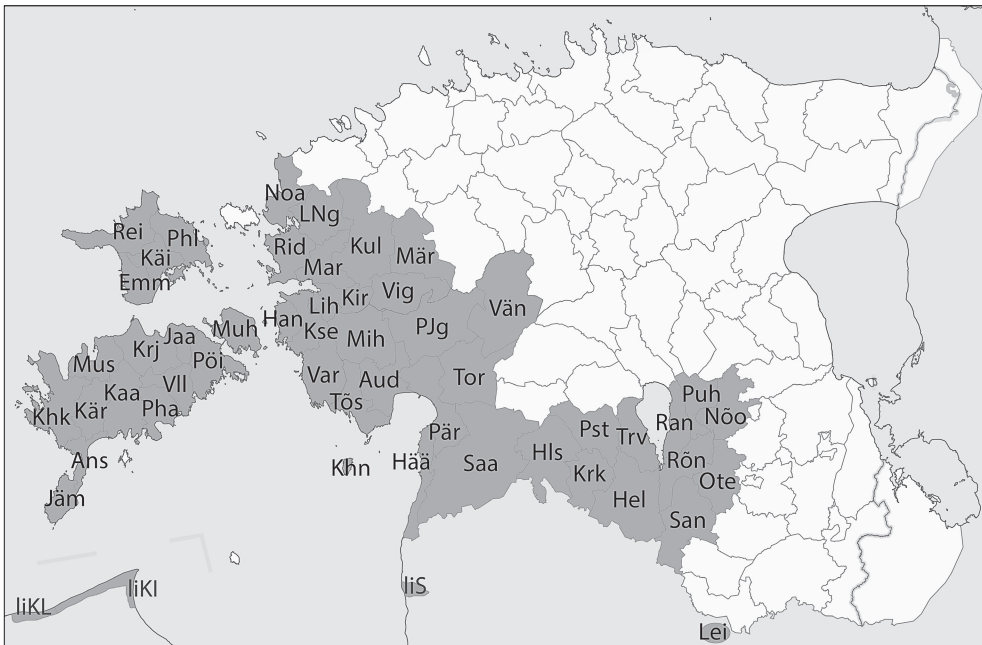 Noa
LNg
Rei
Phl
Käi
Emm
Rid
Kul
Mär
Mar
Vig
Kir
Lih
Han
Kse
Mih
PJg
Vän
Muh
Jaa
Krj
Pöi
Mus
Vll
Kaa
Khk
Kär
Pha
Var
Aud
Tor
Tõs
Puh
Nõo
Ran
Pst
Trv
Pär
Ans
Khn
Hää
Saa
Hls
Krk
Rõn
Ote
Hel
San
Jäm
liKI
liS
liKL
Lei